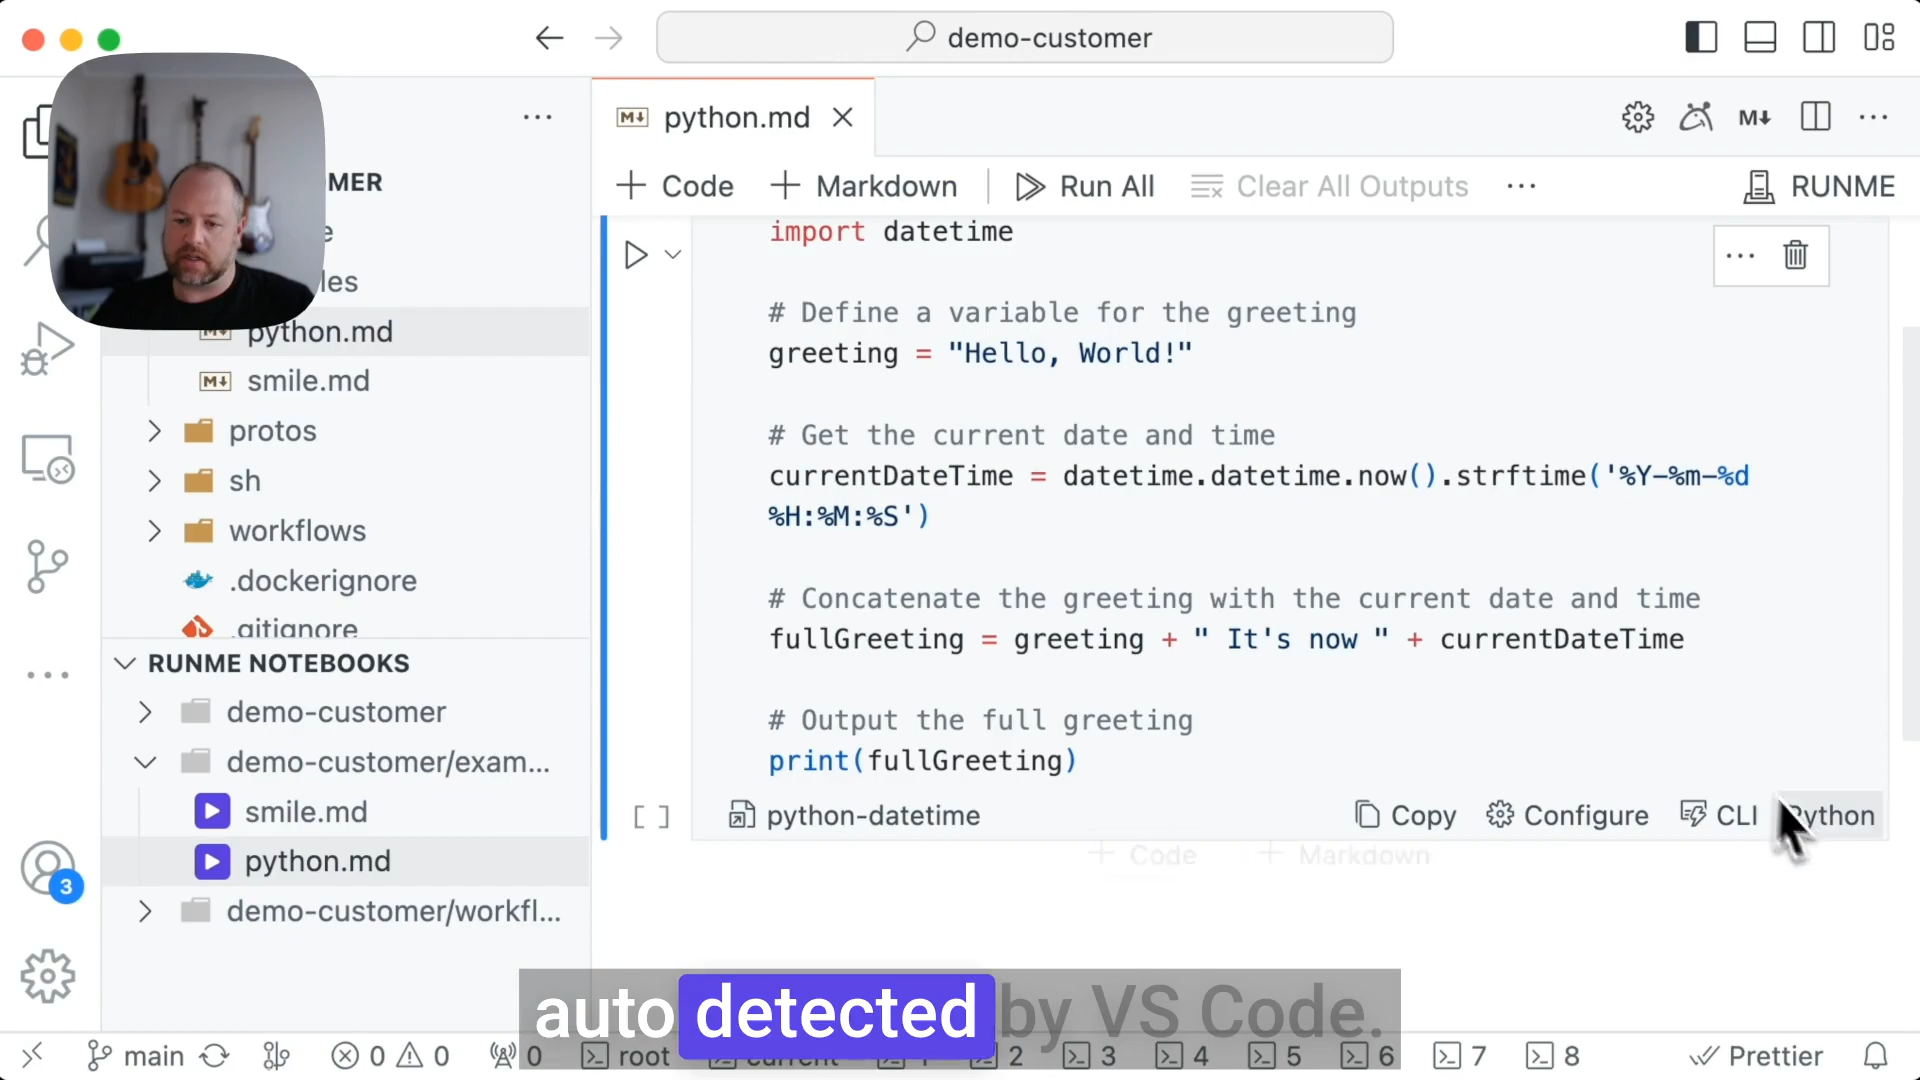 demo-customer
python.md
Code
Markdown
Run All
Clear All Outputs
RUNME
MER
e
les
python.md
smile.md
protos
sh
workflows
.dockerignore
.gitignore
RUNME NOTEBOOKS
demo-customer
demo-customer/exam...
smile.md
python.md
demo-customer/workfl...
3
import datetime
# Define a variable for the greeting
greeting = "Hello, World!"
# Get the current date and time
currentDateTime = datetime.datetime.now().strftime('%Y-%m-%d
%H:%M:%S')
# Concatenate the greeting with the current date and time
fullGreeting = greeting + " It's now " + currentDateTime
# Output the full greeting
print(fullGreeting)
[ ]
python-datetime
Copy
Configure
CLI
Python
+ Code
+ Markdown
auto detected by VS Code.
main
0
0
0
root
current
1
2
3
4
5
6
7
8
Prettier